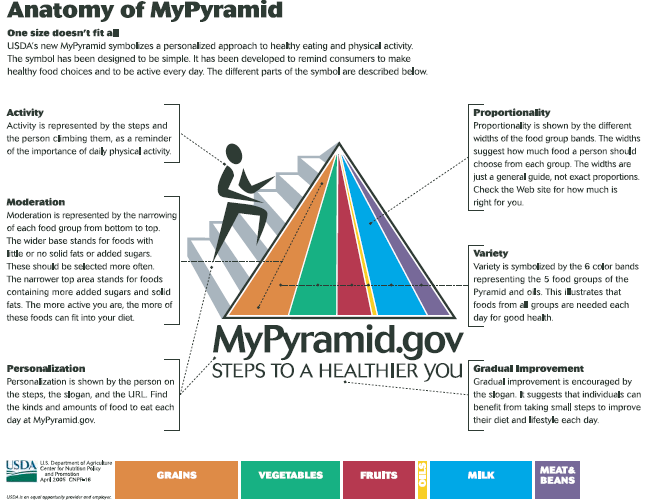 Anatomy of MyPyramid
One size doesn't fit all
USDA's new MyPyramid symbolizes a personalized approach to healthy eating and physical activity.
The symbol has been designed to be simple. It has been developed to remind consumers to make
healthy food choices and to be active every day. The different parts of the symbol are described below.
Activity
Activity is represented by the steps and
the person climbing them, as a reminder
of the importance of daily physical activity.
Moderation
Moderation is represented by the narrowing
of each food group from bottom to top.
The wider base stands for foods with
little or no solid fats or added sugars.
These should be selected more often.
The narrower top area stands for foods
containing more added sugars and solid
fats. The more active you are, the more of
these foods can fit into your diet.
Personalization
Personalization is shown by the person on
the steps, the slogan, and the URL. Find
the kinds and amounts of food to eat each
day at MyPyramid.gov.
Proportionality
Proportionality is shown by the different
widths of the food group bands. The widths
suggest how much food a person should
choose from each group. The widths are
just a general guide, not exact proportions.
Check the Web site for how much is
right for you.
Variety
Variety is symbolized by the 6 color bands
representing the 5 food groups of the
Pyramid and oils. This illustrates that
foods from all groups are needed each
day for good health.
Gradual Improvement
Gradual improvement is encouraged by
the slogan. It suggests that individuals can
benefit from taking small steps to improve
their diet and lifestyle each day.
MyPyramid.gov
STEPS TO A HEALTHIER YOU
USDA
U.S. Department of Agriculture
Center for Nutrition Policy
and Promotion
April 2005 CNPP-16
USDA is an equal opportunity provider and employer.
GRAINS
VEGETABLES
FRUITS
OILS
MILK
MEAT &
BEANS